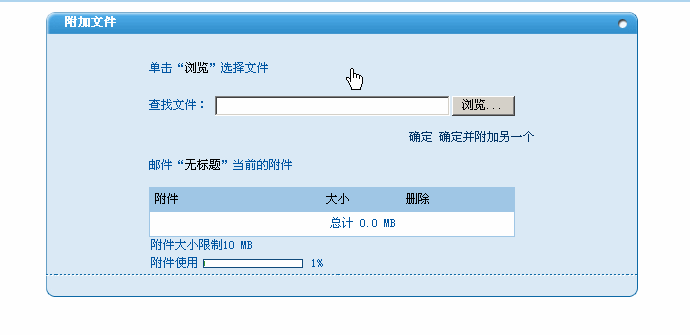 附加文件
单击“浏览”选择文件
查找文件： 浏览...
确定 确定并附加另一个
邮件“无标题”当前的附件
附件 大小 删除
总计 0.0 MB
附件大小限制10 MB
附件使用 1%